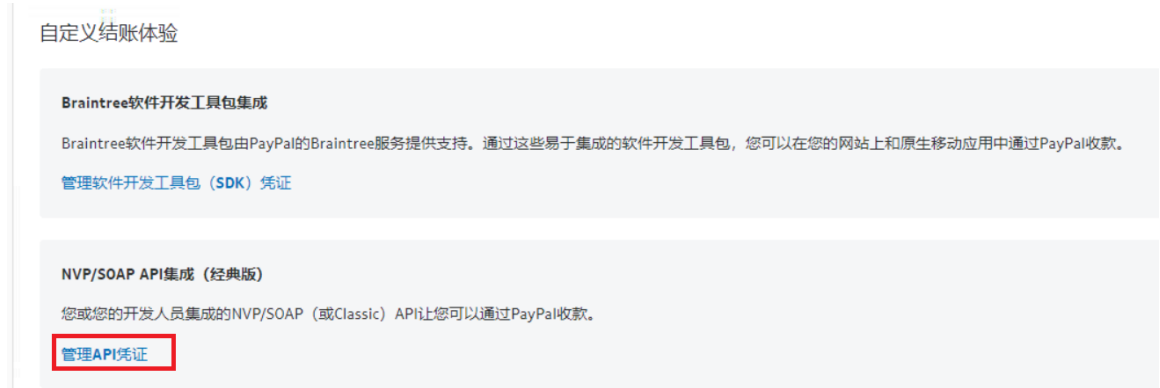 自定义结账体验
Braintree软件开发工具包集成
Braintree软件开发工具包由PayPal的Braintree服务提供支持。通过这些易于集成的软件开发工具包，您可以在您的网站上和原生移动应用中通过PayPal收款。
管理软件开发工具包（SDK）凭证
NVP/SOAP API集成（经典版）
您或您的开发人员集成的NVP/SOAP（或Classic）API让您可以通过PayPal收款。
管理API凭证